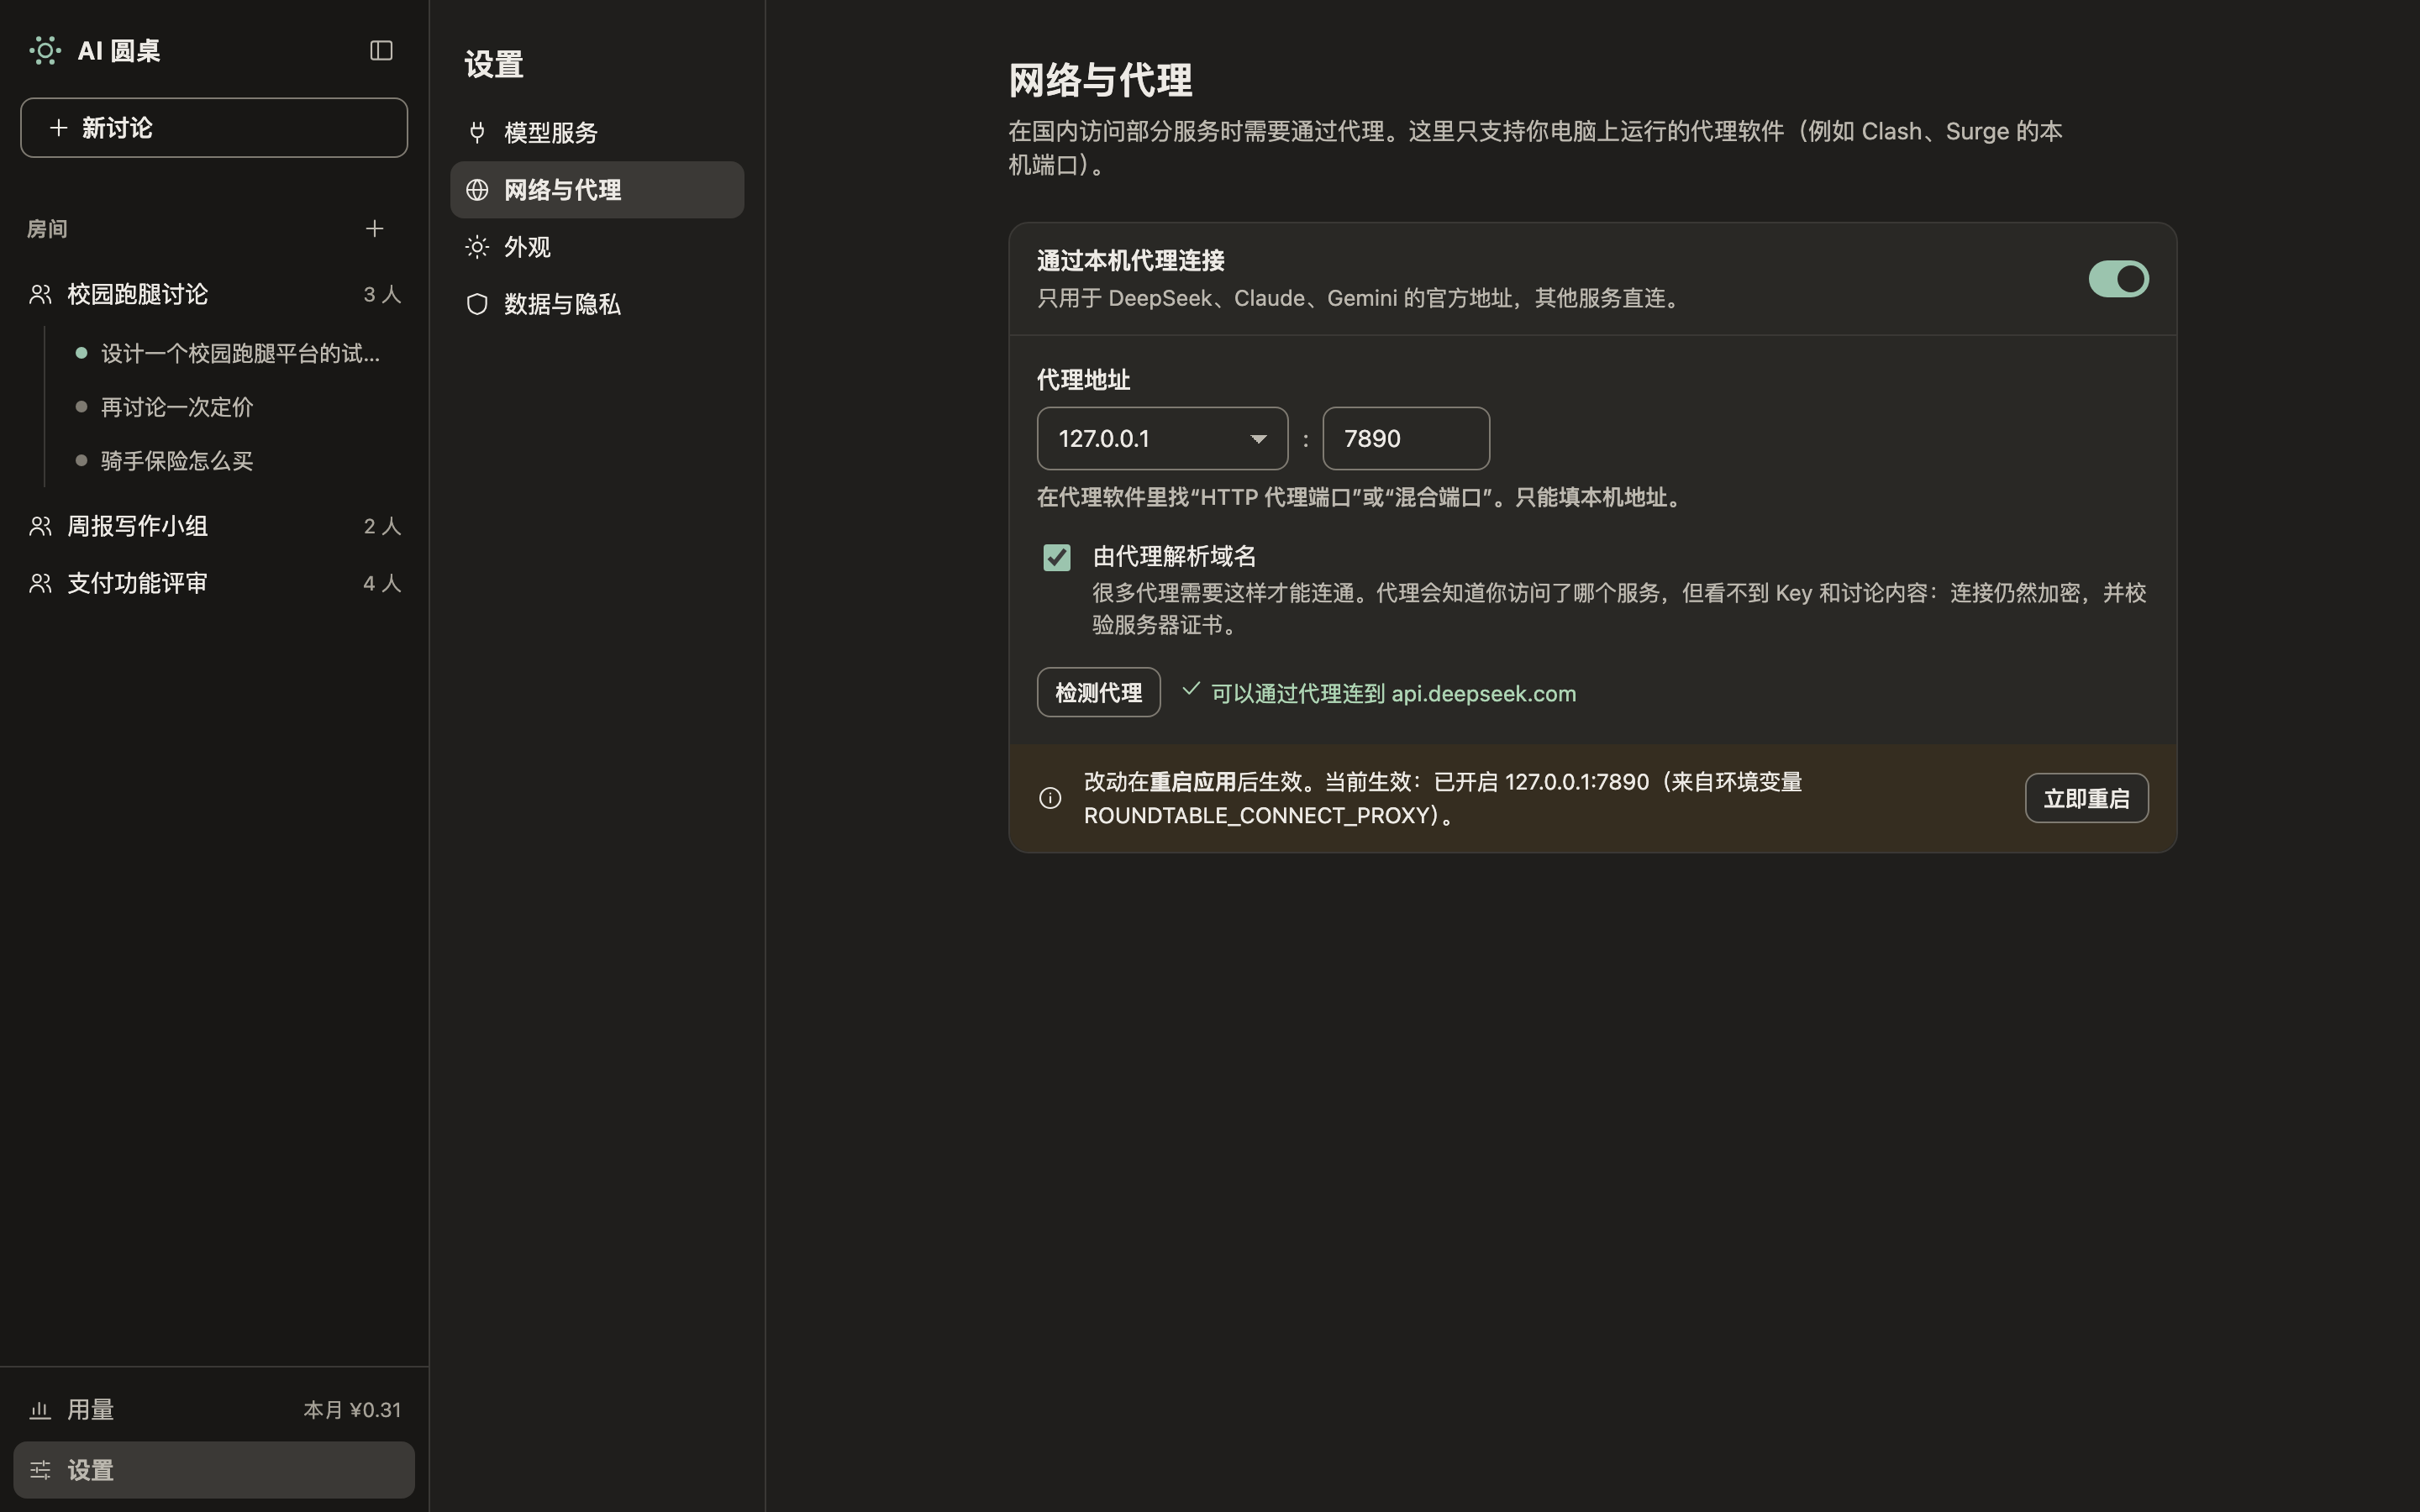 AI 圆桌
新讨论
房间
校园跑腿讨论 3 人
设计一个校园跑腿平台的试...
再讨论一次定价
骑手保险怎么买
周报写作小组 2 人
支付功能评审 4 人
用量 本月 ¥0.31
设置
设置
模型服务
网络与代理
外观
数据与隐私
网络与代理
在国内访问部分服务时需要通过代理。这里只支持你电脑上运行的代理软件（例如 Clash、Surge 的本
机端口）。
通过本机代理连接
只用于 DeepSeek、Claude、Gemini 的官方地址，其他服务直连。
代理地址
127.0.0.1 : 7890
在代理软件里找“HTTP 代理端口”或“混合端口”。只能填本机地址。
由代理解析域名
很多代理需要这样才能连通。代理会知道你访问了哪个服务，但看不到 Key 和讨论内容：连接仍然加密，并校
验服务器证书。
检测代理 可以通过代理连到 api.deepseek.com
改动在重启应用后生效。当前生效：已开启 127.0.0.1:7890（来自环境变量
ROUNDTABLE_CONNECT_PROXY）。
立即重启